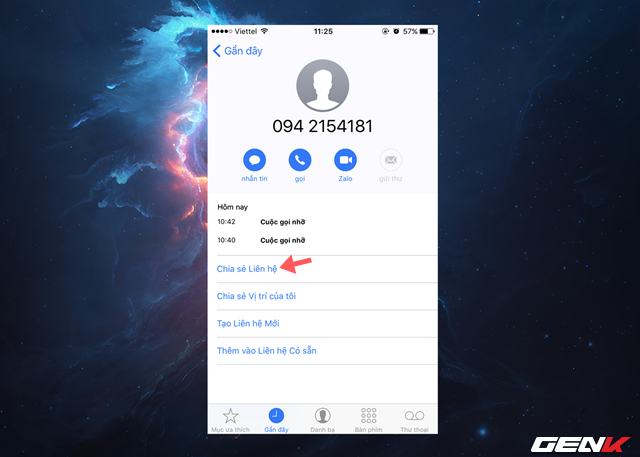 Viettel 11:25 57%
Gần đây
094 2154181
nhắn tin gọi Zalo gửi thư
Hôm nay
10:42 Cuộc gọi nhỡ
10:40 Cuộc gọi nhỡ
Chia sẻ Liên hệ
Chia sẻ Vị trí của tôi
Tạo Liên hệ Mới
Thêm vào Liên hệ Có sẵn
Mục ưa thích Gần đây Danh bạ Bàn phím Thư thoại
GENK